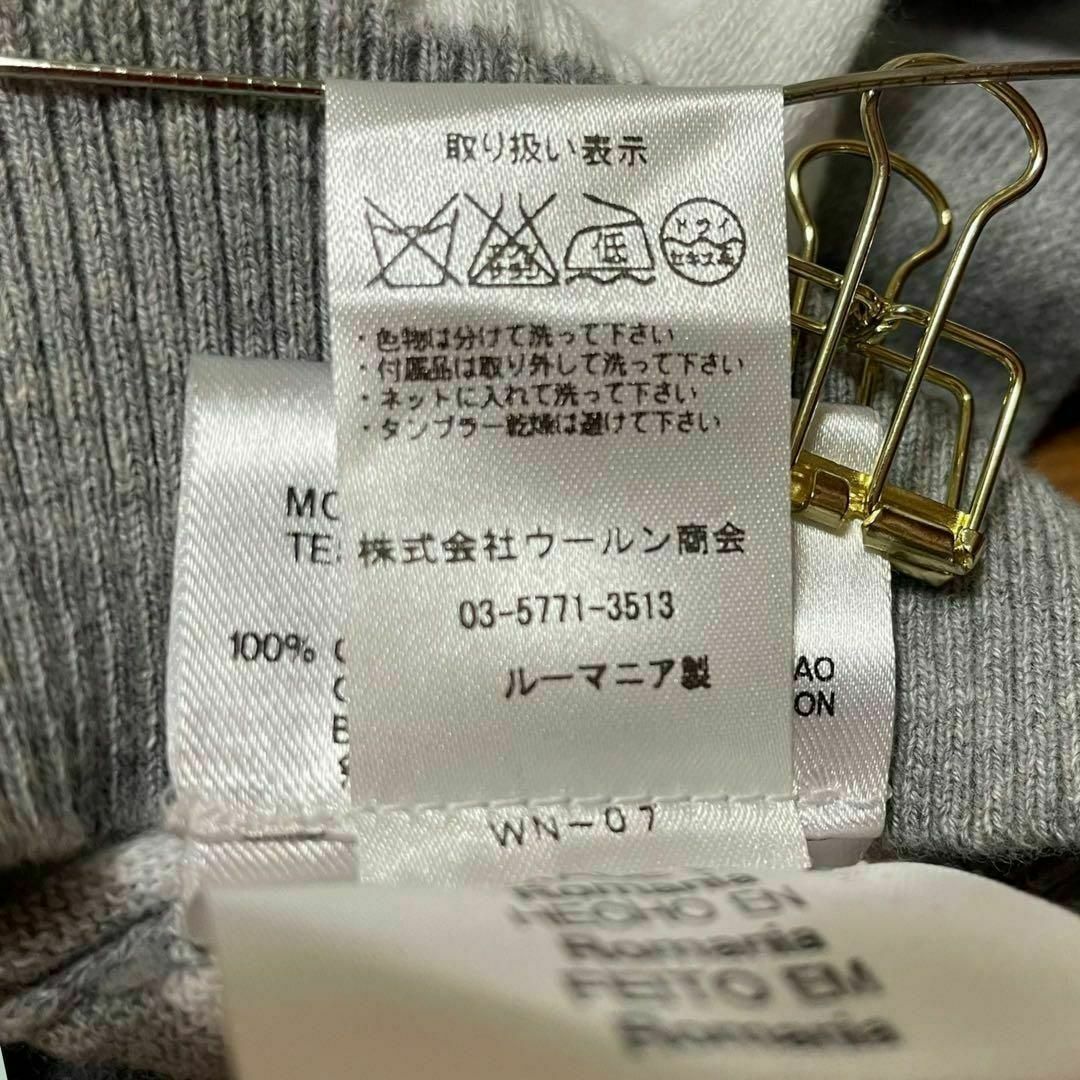 取り扱い表示
低
ドライ
セキユ系
・色物は分けて洗って下さい
・付属品は取り外して洗って下さい
・ネットに入れて洗って下さい
・タンブラー乾燥は避けて下さい
株式会社ウールン商会
03-5771-3513
ルーマニア製
WN-07
MO
100%
AO
ON
Romania
HECHO EN
Romania
FEITO EM
Romania